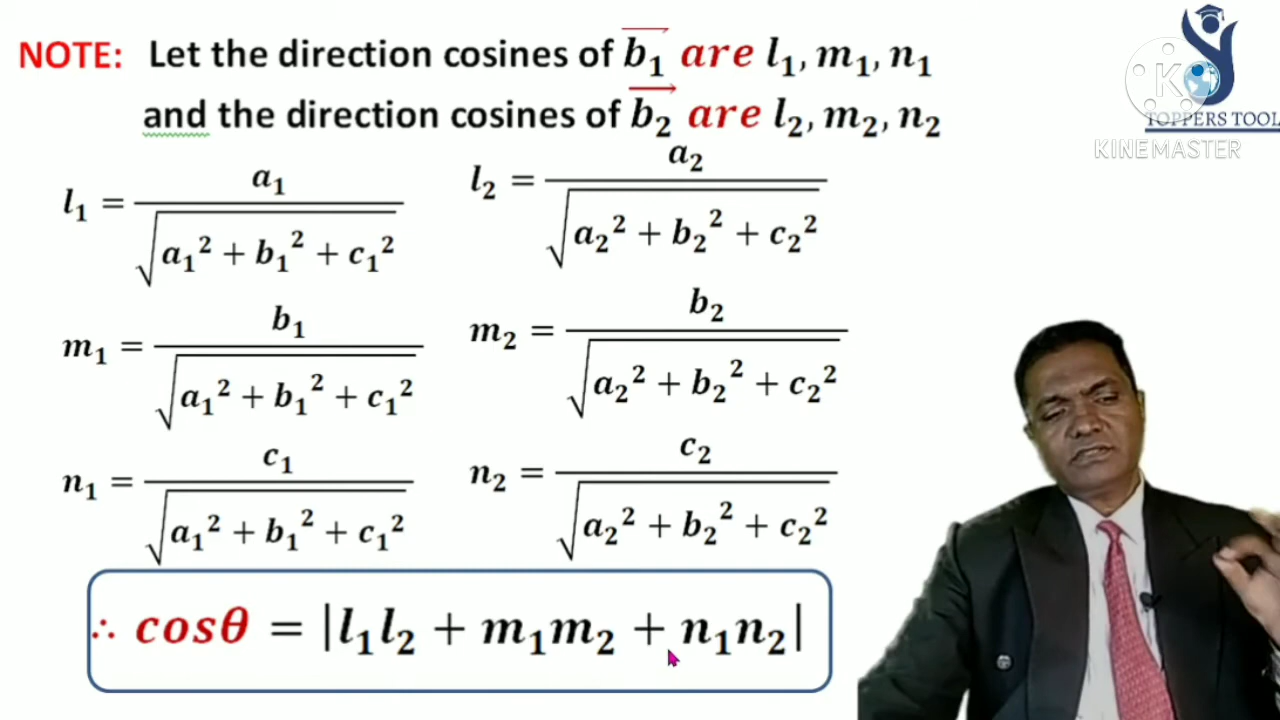 NOTE: Let the direction cosines of b₁ are l₁, m₁, n₁
and the direction cosines of b₂ are l₂, m₂, n₂
l₁ = a₁ / √(a₁² + b₁² + c₁²)
l₂ = a₂ / √(a₂² + b₂² + c₂²)
m₁ = b₁ / √(a₁² + b₁² + c₁²)
m₂ = b₂ / √(a₂² + b₂² + c₂²)
n₁ = c₁ / √(a₁² + b₁² + c₁²)
n₂ = c₂ / √(a₂² + b₂² + c₂²)
∴ cosθ = |l₁l₂ + m₁m₂ + n₁n₂|
K
TOPPERS TOOL
KINEMASTER